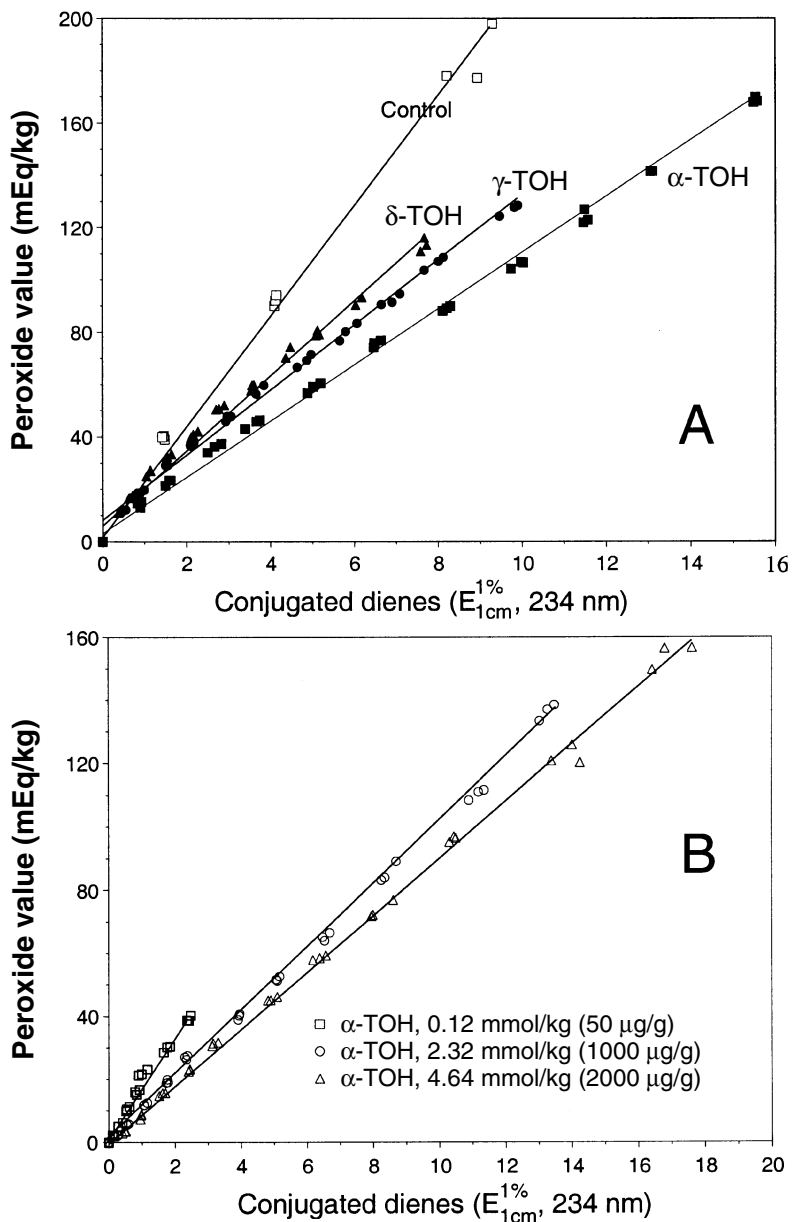 200
160
120
80
40
0
Peroxide value (mEq/kg)
Control
δ-TOH
γ-TOH
α-TOH
A
0 2 4 6 8 10 12 14 16
Conjugated dienes (E1% 1cm, 234 nm)
160
120
80
40
0
Peroxide value (mEq/kg)
B
α-TOH, 0.12 mmol/kg (50 μg/g)
α-TOH, 2.32 mmol/kg (1000 μg/g)
α-TOH, 4.64 mmol/kg (2000 μg/g)
0 2 4 6 8 10 12 14 16 18 20
Conjugated dienes (E1% 1cm, 234 nm)